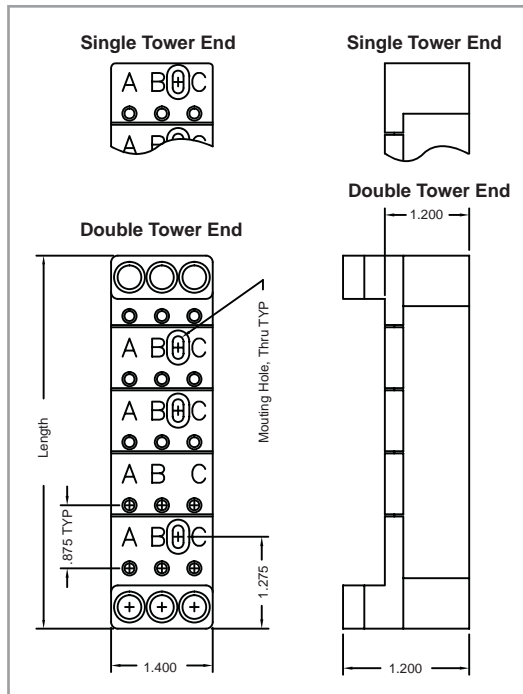 Single Tower End
Single Tower End
A B C
A B C
Double Tower End
1.200
Double Tower End
Length
Mouting Hole, Thru TYP
A B C
A B C
A B C
.875 TYP
A B C
1.275
1.400
1.200